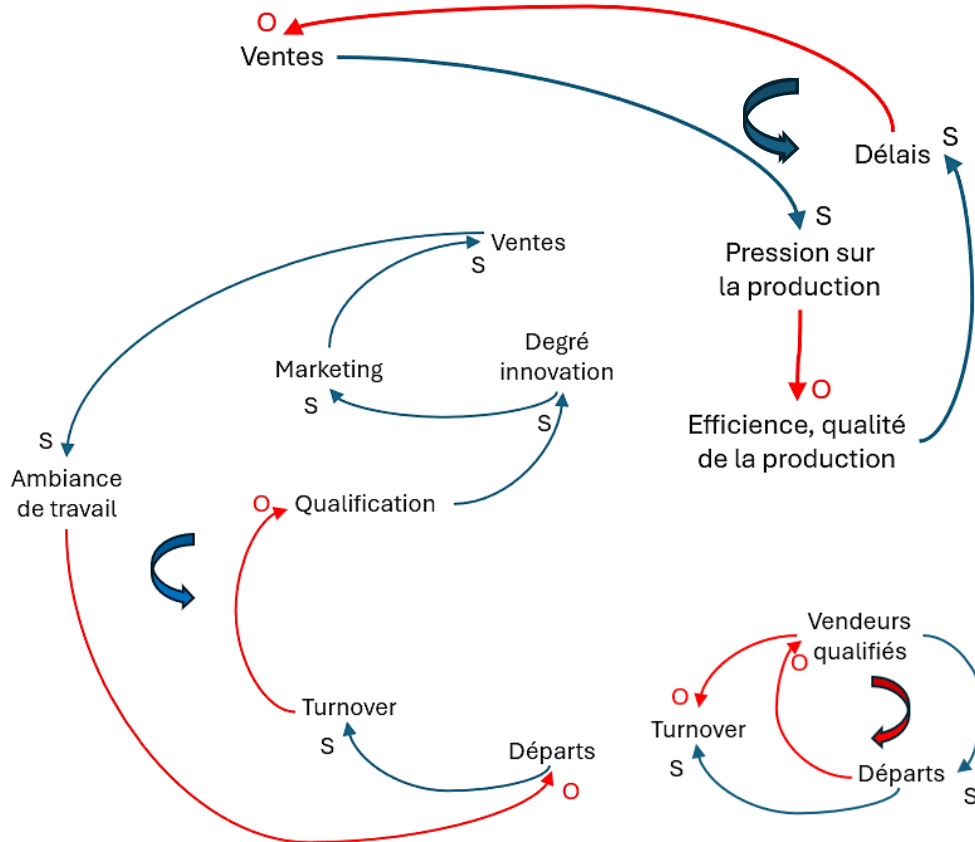 O
Ventes
S
Délais
S
Pression sur
la production
Ventes
S
Degré
innovation
Marketing
S
S
O
Efficience, qualité
de la production
S
Ambiance
de travail
O
Qualification
Vendeurs
qualifiés
O
O
Turnover
S
Turnover
S
Départs
O
Départs
S